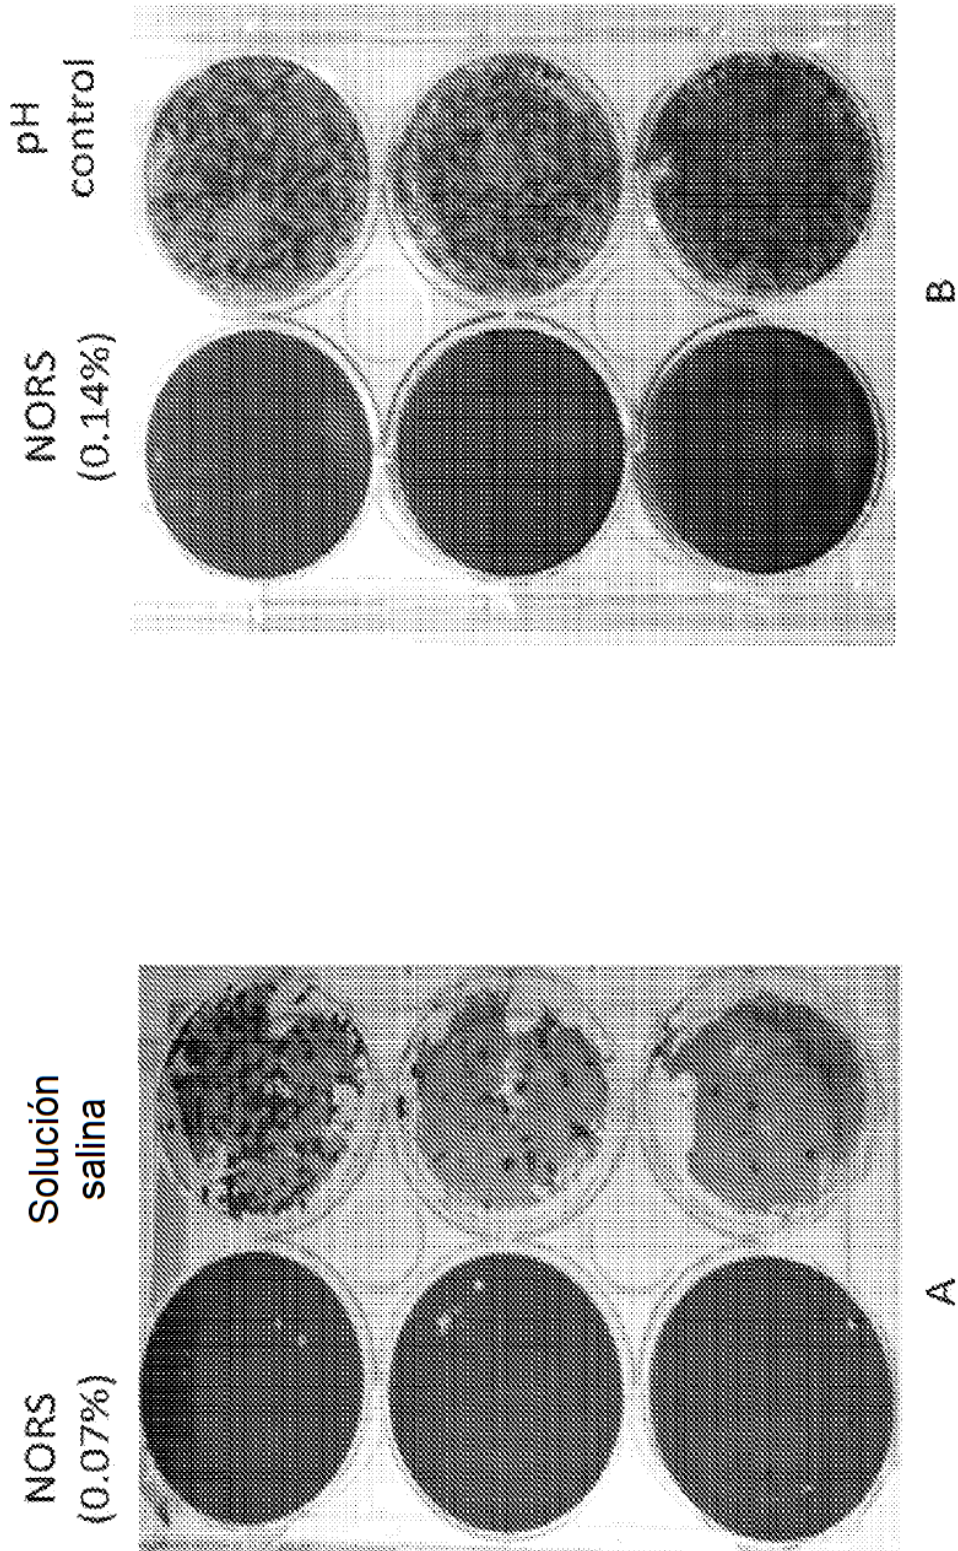 NORS
(0.07%)
Solución
salina
A
NORS
(0.14%)
pH
control
B